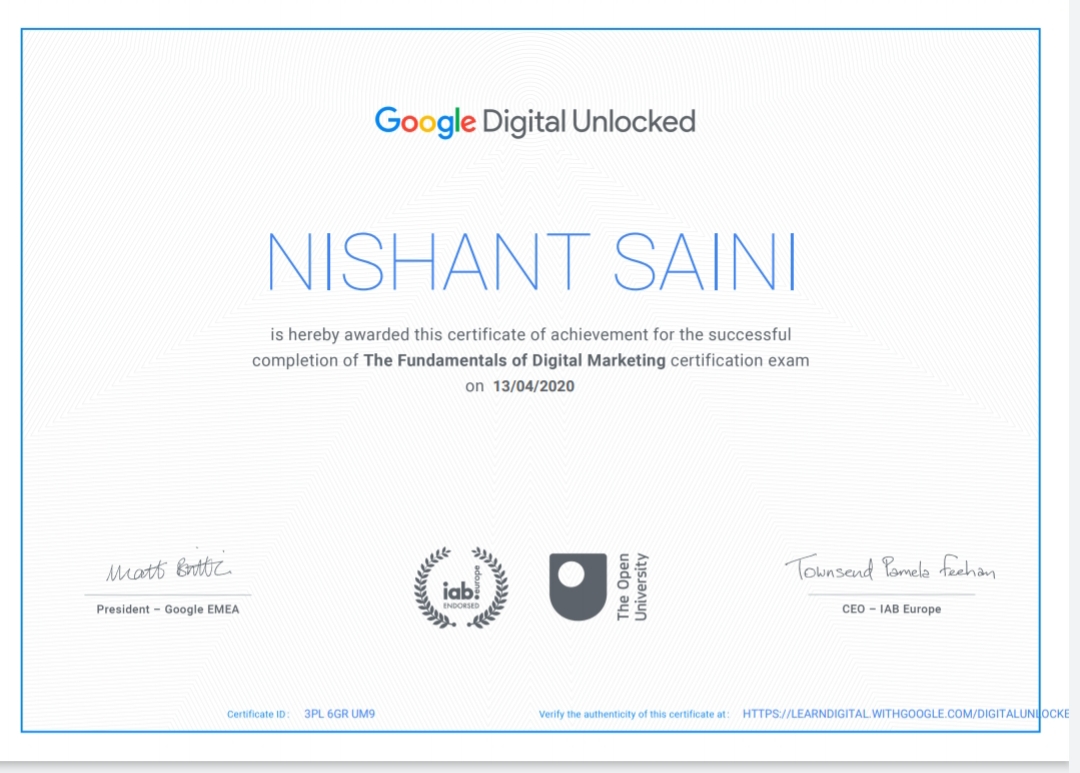 Google Digital Unlocked
NISHANT SAINI
is hereby awarded this certificate of achievement for the successful
completion of The Fundamentals of Digital Marketing certification exam
on 13/04/2020
Matt Brittin
President – Google EMEA
iab europe
ENDORSED
The Open
University
Townsend Pamela Feehan
CEO – IAB Europe
Certificate ID: 3PL 6GR UM9
Verify the authenticity of this certificate at: HTTPS://LEARNDIGITAL.WITHGOOGLE.COM/DIGITALUNLOCKE